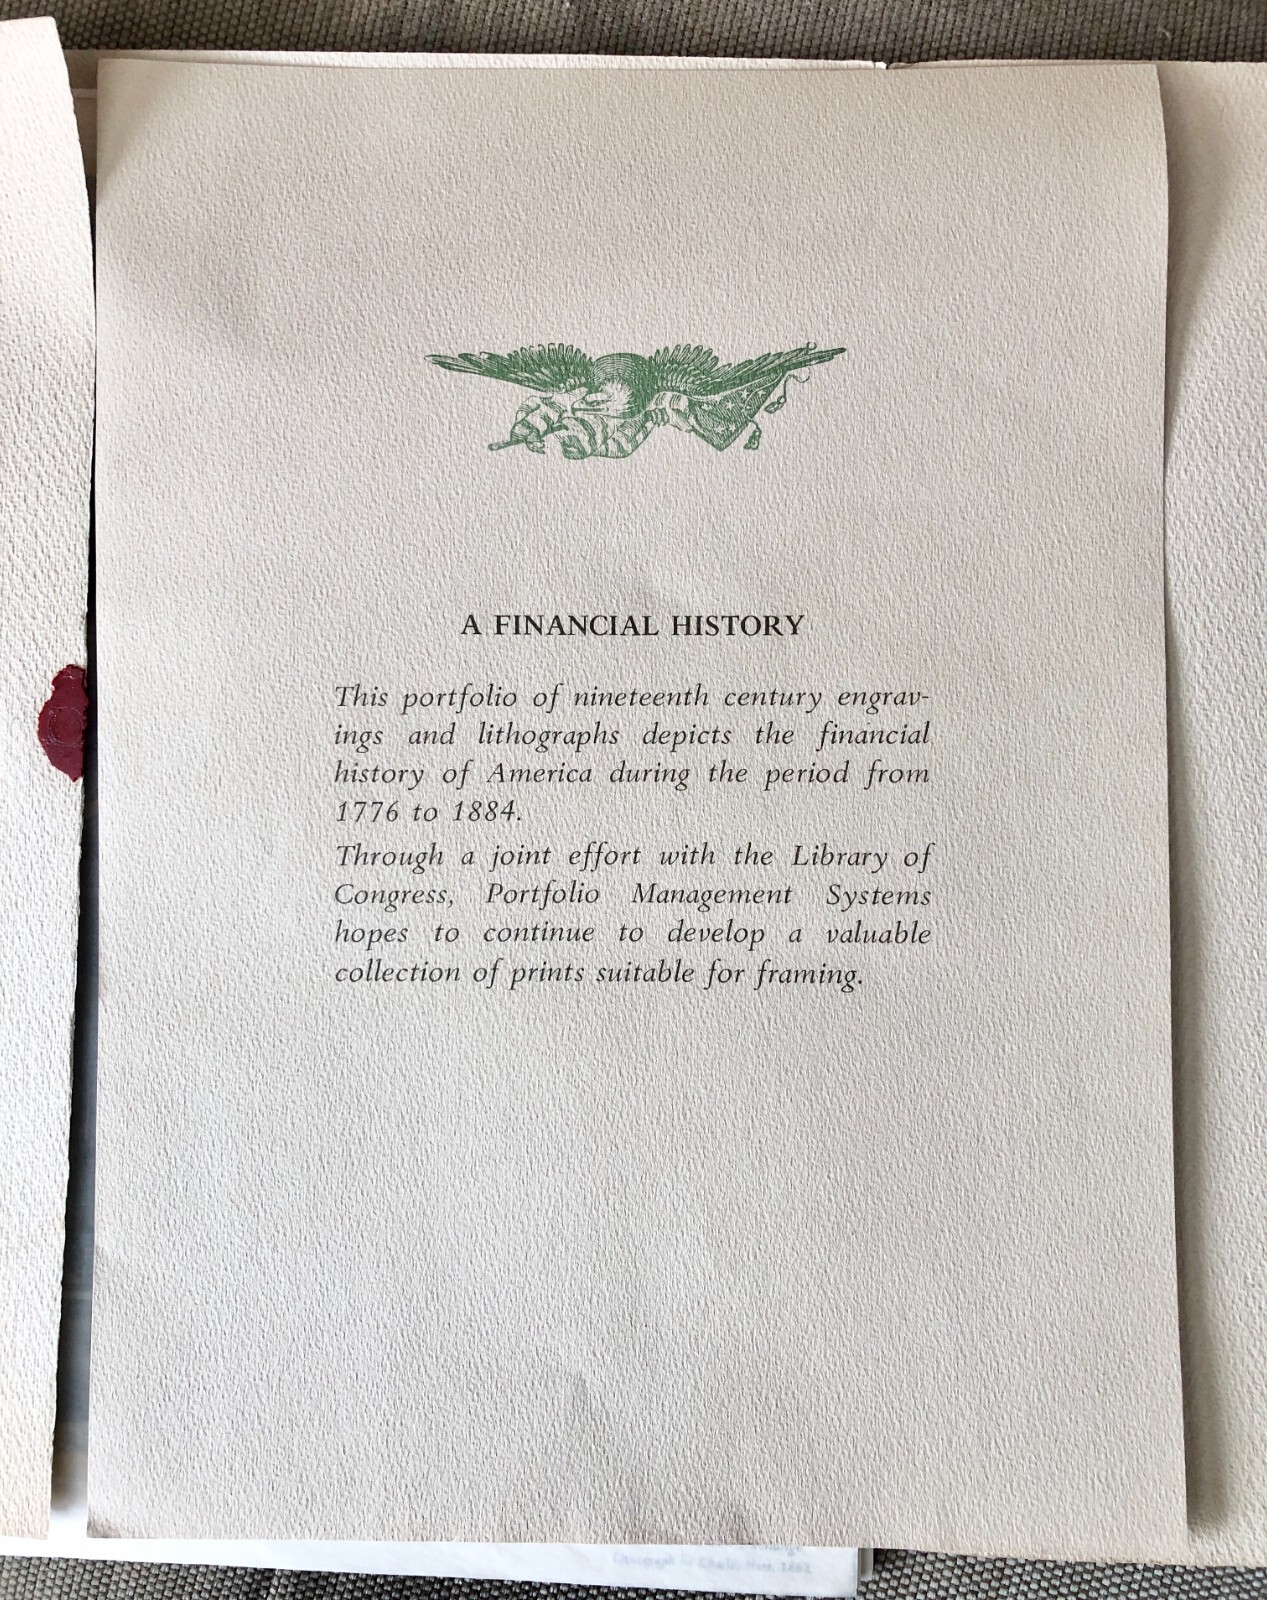 A FINANCIAL HISTORY
This portfolio of nineteenth century engrav-
ings and lithographs depicts the financial
history of America during the period from
1776 to 1884.
Through a joint effort with the Library of
Congress, Portfolio Management Systems
hopes to continue to develop a valuable
collection of prints suitable for framing.